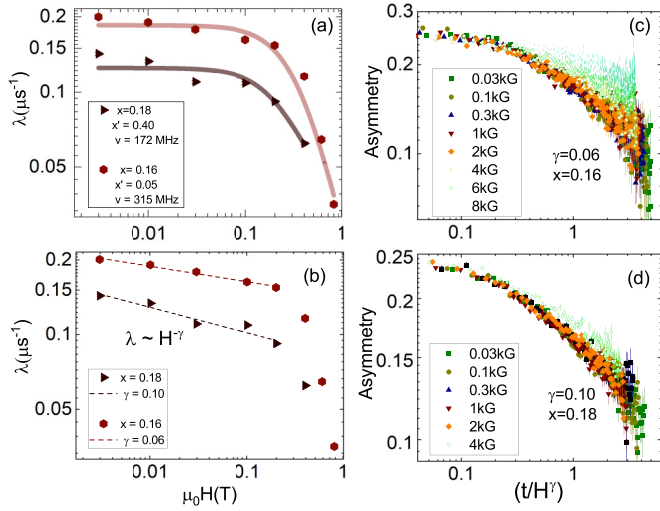 (a)
0.2
0.15
0.1
0.05
λ(μs⁻¹)
x=0.18
x' = 0.40
ν = 172 MHz
x= 0.16
x' = 0.05
ν = 315 MHz
0.01
0.1
1
(b)
0.2
0.15
0.1
0.05
λ(μs⁻¹)
λ ~ H⁻ᵞ
x = 0.18
γ = 0.10
x = 0.16
γ = 0.06
0.01
0.1
1
μ₀H(T)
(c)
0.3
0.2
0.1
Asymmetry
0.03kG
0.1kG
0.3kG
1kG
2kG
4kG
6kG
8kG
γ=0.06
x=0.16
0.1
1
(d)
0.25
0.2
0.15
0.1
Asymmetry
0.03kG
0.1kG
0.3kG
1kG
2kG
4kG
γ=0.10
x=0.18
0.1
1
(t/Hᵞ)